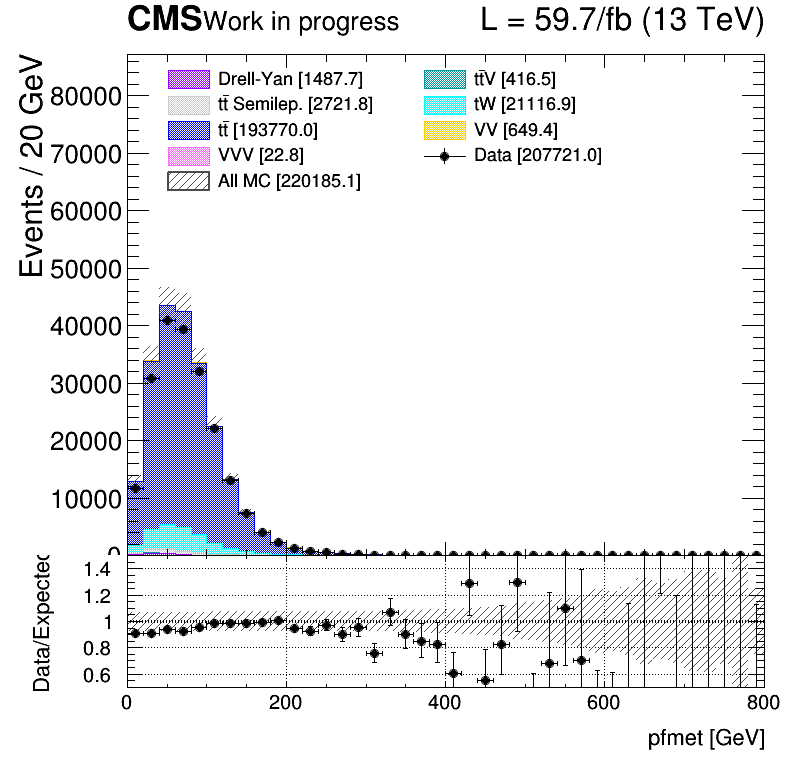 CMS Work in progress L = 59.7/fb (13 TeV)
Events / 20 GeV
80000
70000
60000
50000
40000
30000
20000
10000
0
Drell-Yan [1487.7]
tt̄ Semilep. [2721.8]
tt̄ [193770.0]
VVV [22.8]
All MC [220185.1]
tt̄V [416.5]
tW [21116.9]
VV [649.4]
Data [207721.0]
Data/Expected
1.4
1.2
1
0.8
0.6
0 200 400 600 800
pfmet [GeV]